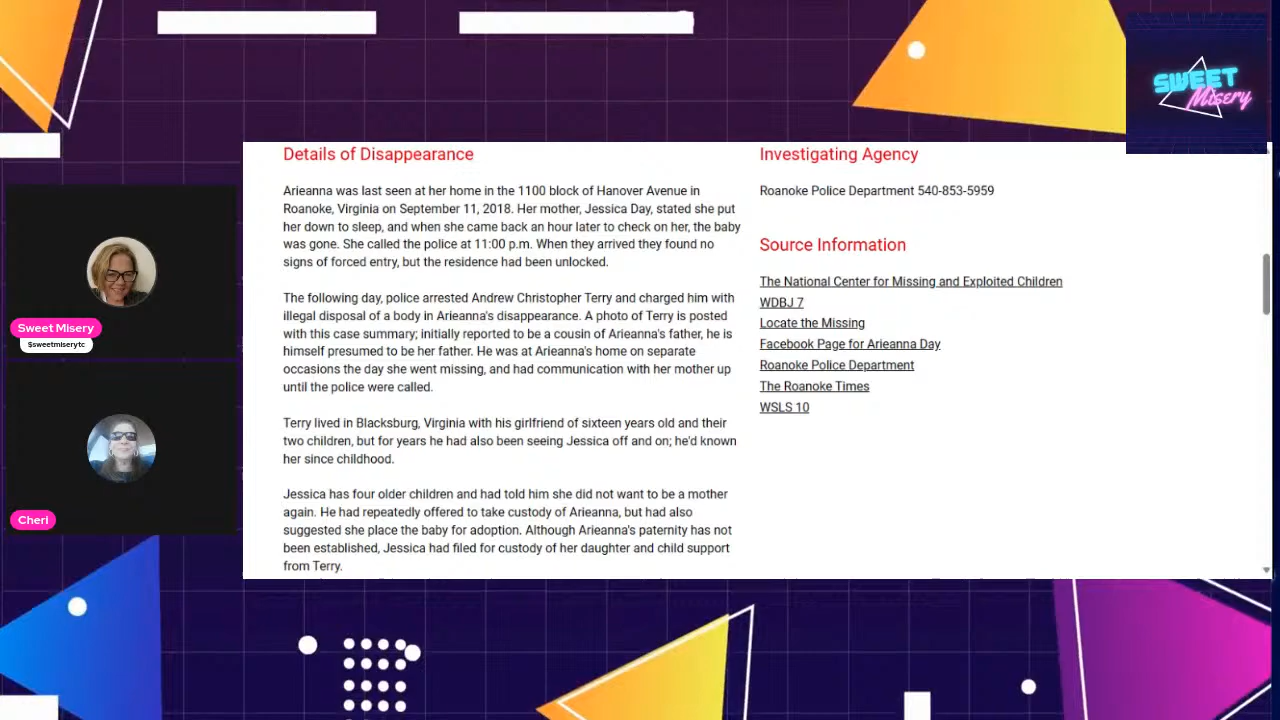 SWEET
Misery
Details of Disappearance
Arieanna was last seen at her home in the 1100 block of Hanover Avenue in
Roanoke, Virginia on September 11, 2018. Her mother, Jessica Day, stated she put
her down to sleep, and when she came back an hour later to check on her, the baby
was gone. She called the police at 11:00 p.m. When they arrived they found no
signs of forced entry, but the residence had been unlocked.
The following day, police arrested Andrew Christopher Terry and charged him with
illegal disposal of a body in Arieanna's disappearance. A photo of Terry is posted
with this case summary; initially reported to be a cousin of Arieanna's father, he is
himself presumed to be her father. He was at Arieanna's home on separate
occasions the day she went missing, and had communication with her mother up
until the police were called.
Terry lived in Blacksburg, Virginia with his girlfriend of sixteen years old and their
two children, but for years he had also been seeing Jessica off and on; he'd known
her since childhood.
Jessica has four older children and had told him she did not want to be a mother
again. He had repeatedly offered to take custody of Arieanna, but had also
suggested she place the baby for adoption. Although Arieanna's paternity has not
been established, Jessica had filed for custody of her daughter and child support
from Terry.
Investigating Agency
Roanoke Police Department 540-853-5959
Source Information
The National Center for Missing and Exploited Children
WDBJ 7
Locate the Missing
Facebook Page for Arieanna Day
Roanoke Police Department
The Roanoke Times
WSLS 10
Sweet Misery
$sweetmiserytc
Cheri